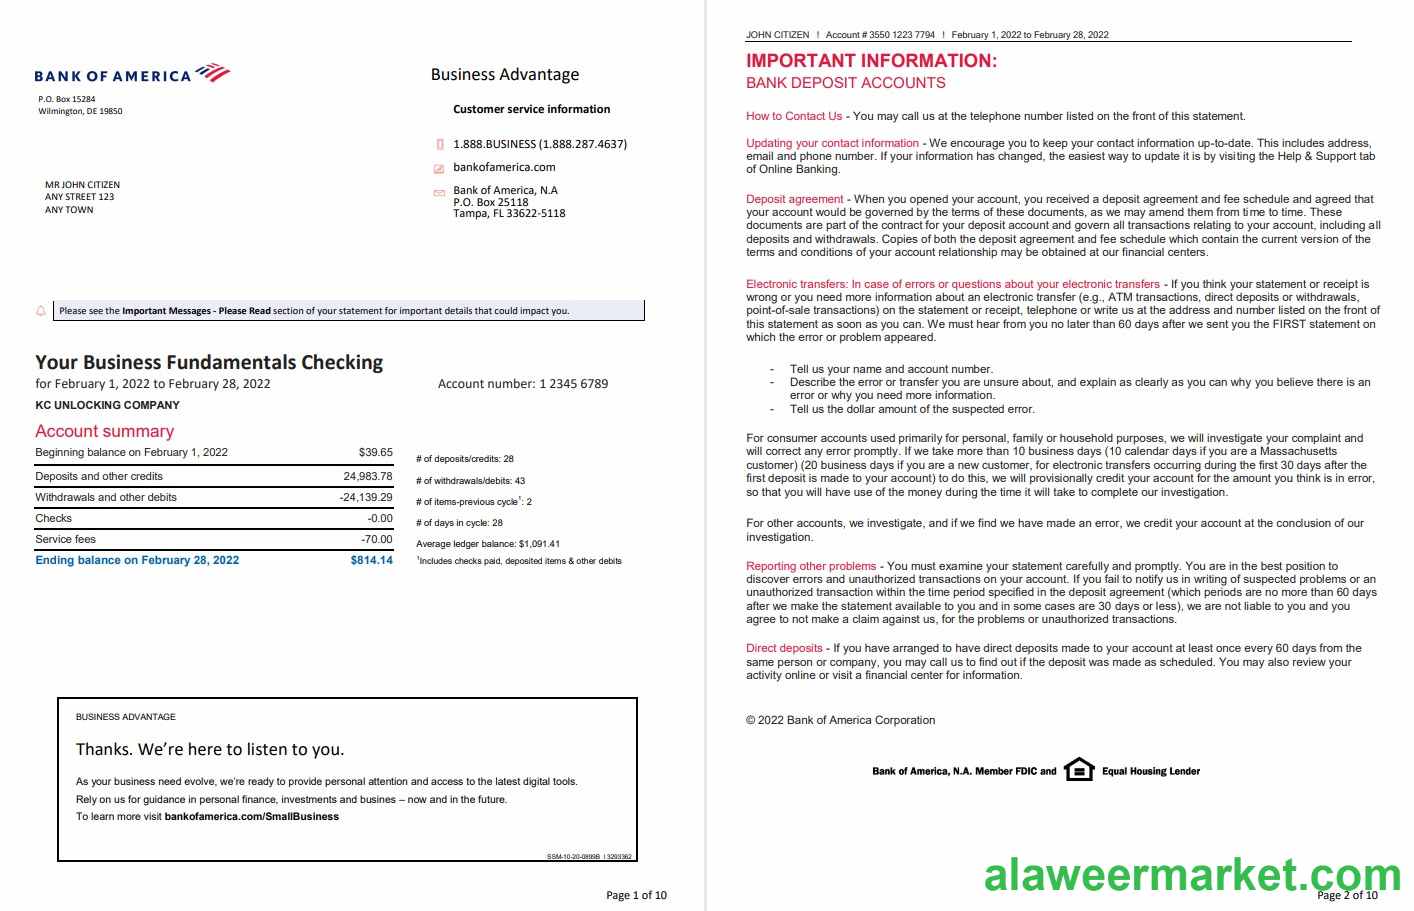 BANK OF AMERICA
P.O. Box 15284
Wilmington, DE 19850
MR JOHN CITIZEN
ANY STREET 123
ANY TOWN
Business Advantage
Customer service information
1.888.BUSINESS (1.888.287.4637)
bankofamerica.com
Bank of America, N.A
P.O. Box 25118
Tampa, FL 33622-5118
Please see the Important Messages - Please Read section of your statement for important details that could impact you.
Your Business Fundamentals Checking
for February 1, 2022 to February 28, 2022 Account number: 1 2345 6789
KC UNLOCKING COMPANY
Account summary
Beginning balance on February 1, 2022 $39.65
Deposits and other credits 24,983.78
Withdrawals and other debits -24,139.29
Checks -0.00
Service fees -70.00
Ending balance on February 28, 2022 $814.14
# of deposits/credits: 28
# of withdrawals/debits: 43
# of items-previous cycle¹: 2
# of days in cycle: 28
Average ledger balance: $1,091.41
¹Includes checks paid, deposited items & other debits
BUSINESS ADVANTAGE
Thanks. We're here to listen to you.
As your business need evolve, we're ready to provide personal attention and access to the latest digital tools.
Rely on us for guidance in personal finance, investments and busines – now and in the future.
To learn more visit bankofamerica.com/SmallBusiness
SSM-10-20-0899B | 3293362
Page 1 of 10
JOHN CITIZEN ! Account # 3550 1223 7794 ! February 1, 2022 to February 28, 2022
IMPORTANT INFORMATION:
BANK DEPOSIT ACCOUNTS
How to Contact Us - You may call us at the telephone number listed on the front of this statement.
Updating your contact information - We encourage you to keep your contact information up-to-date. This includes address,
email and phone number. If your information has changed, the easiest way to update it is by visiting the Help & Support tab
of Online Banking.
Deposit agreement - When you opened your account, you received a deposit agreement and fee schedule and agreed that
your account would be governed by the terms of these documents, as we may amend them from time to time. These
documents are part of the contract for your deposit account and govern all transactions relating to your account, including all
deposits and withdrawals. Copies of both the deposit agreement and fee schedule which contain the current version of the
terms and conditions of your account relationship may be obtained at our financial centers.
Electronic transfers: In case of errors or questions about your electronic transfers - If you think your statement or receipt is
wrong or you need more information about an electronic transfer (e.g., ATM transactions, direct deposits or withdrawals,
point-of-sale transactions) on the statement or receipt, telephone or write us at the address and number listed on the front of
this statement as soon as you can. We must hear from you no later than 60 days after we sent you the FIRST statement on
which the error or problem appeared.
- Tell us your name and account number.
- Describe the error or transfer you are unsure about, and explain as clearly as you can why you believe there is an
error or why you need more information.
- Tell us the dollar amount of the suspected error.
For consumer accounts used primarily for personal, family or household purposes, we will investigate your complaint and
will correct any error promptly. If we take more than 10 business days (10 calendar days if you are a Massachusetts
customer) (20 business days if you are a new customer, for electronic transfers occurring during the first 30 days after the
first deposit is made to your account) to do this, we will provisionally credit your account for the amount you think is in error,
so that you will have use of the money during the time it will take to complete our investigation.
For other accounts, we investigate, and if we find we have made an error, we credit your account at the conclusion of our
investigation.
Reporting other problems - You must examine your statement carefully and promptly. You are in the best position to
discover errors and unauthorized transactions on your account. If you fail to notify us in writing of suspected problems or an
unauthorized transaction within the time period specified in the deposit agreement (which periods are no more than 60 days
after we make the statement available to you and in some cases are 30 days or less), we are not liable to you and you
agree to not make a claim against us, for the problems or unauthorized transactions.
Direct deposits - If you have arranged to have direct deposits made to your account at least once every 60 days from the
same person or company, you may call us to find out if the deposit was made as scheduled. You may also review your
activity online or visit a financial center for information.
© 2022 Bank of America Corporation
Bank of America, N.A. Member FDIC and Equal Housing Lender
alaweermarket.com
Page 2 of 10